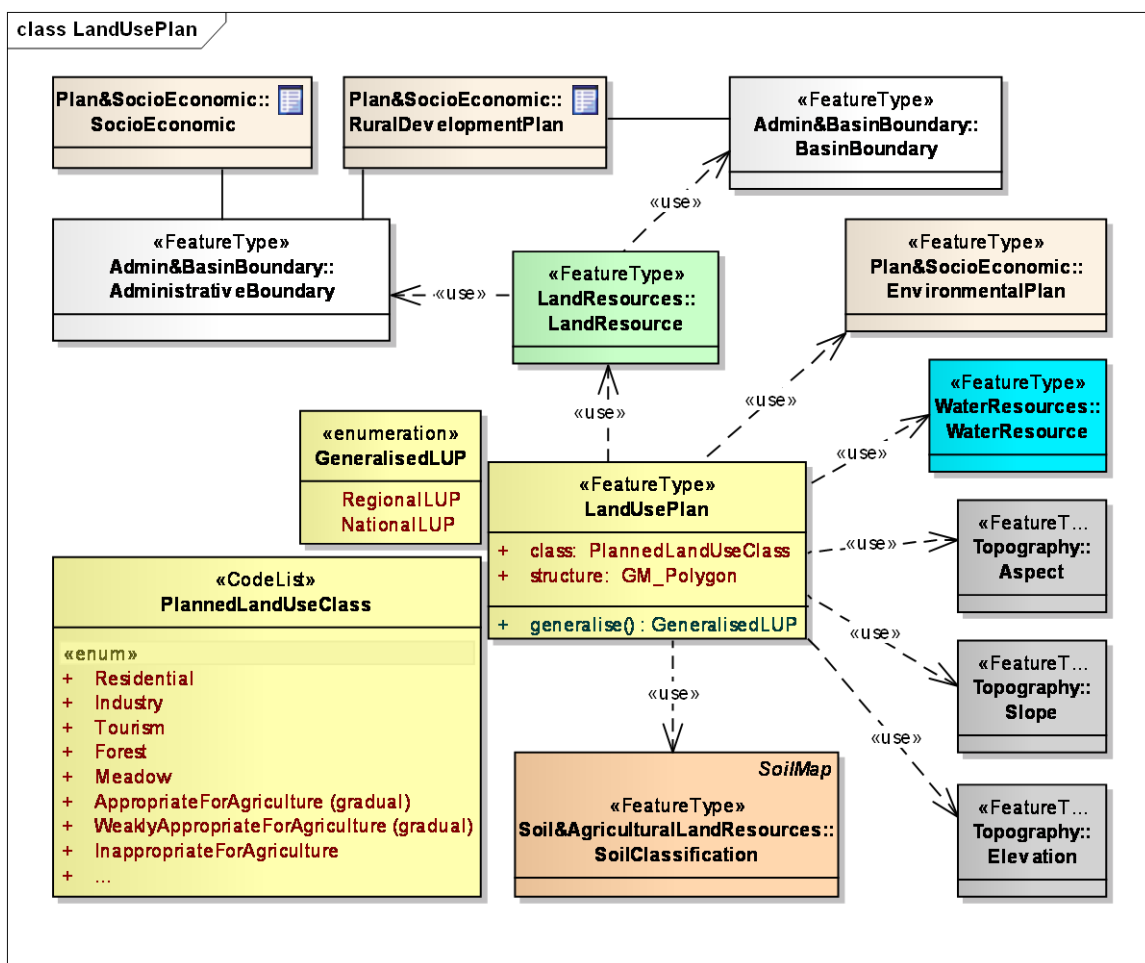 class LandUsePlan
Plan&SocioEconomic::
SocioEconomic
Plan&SocioEconomic::
RuralDevelopmentPlan
«FeatureType»
Admin&BasinBoundary::
BasinBoundary
«use»
«FeatureType»
Admin&BasinBoundary::
AdministrativeBoundary
«use»
«FeatureType»
LandResources::
LandResource
«FeatureType»
Plan&SocioEconomic::
EnvironmentalPlan
«use»
«use»
«FeatureType»
WaterResources::
WaterResource
«use»
«enumeration»
GeneralisedLUP
RegionalLUP
NationalLUP
«FeatureType»
LandUsePlan
+ class: PlannedLandUseClass
+ structure: GM_Polygon
+ generalise() : GeneralisedLUP
«use»
«FeatureT...
Topography::
Aspect
«use»
«FeatureT...
Topography::
Slope
«use»
«FeatureT...
Topography::
Elevation
«CodeList»
PlannedLandUseClass
«enum»
+ Residential
+ Industry
+ Tourism
+ Forest
+ Meadow
+ AppropriateForAgriculture (gradual)
+ WeaklyAppropriateForAgriculture (gradual)
+ InappropriateForAgriculture
+ ...
«use»
SoilMap
«FeatureType»
Soil&AgriculturalLandResources::
SoilClassification